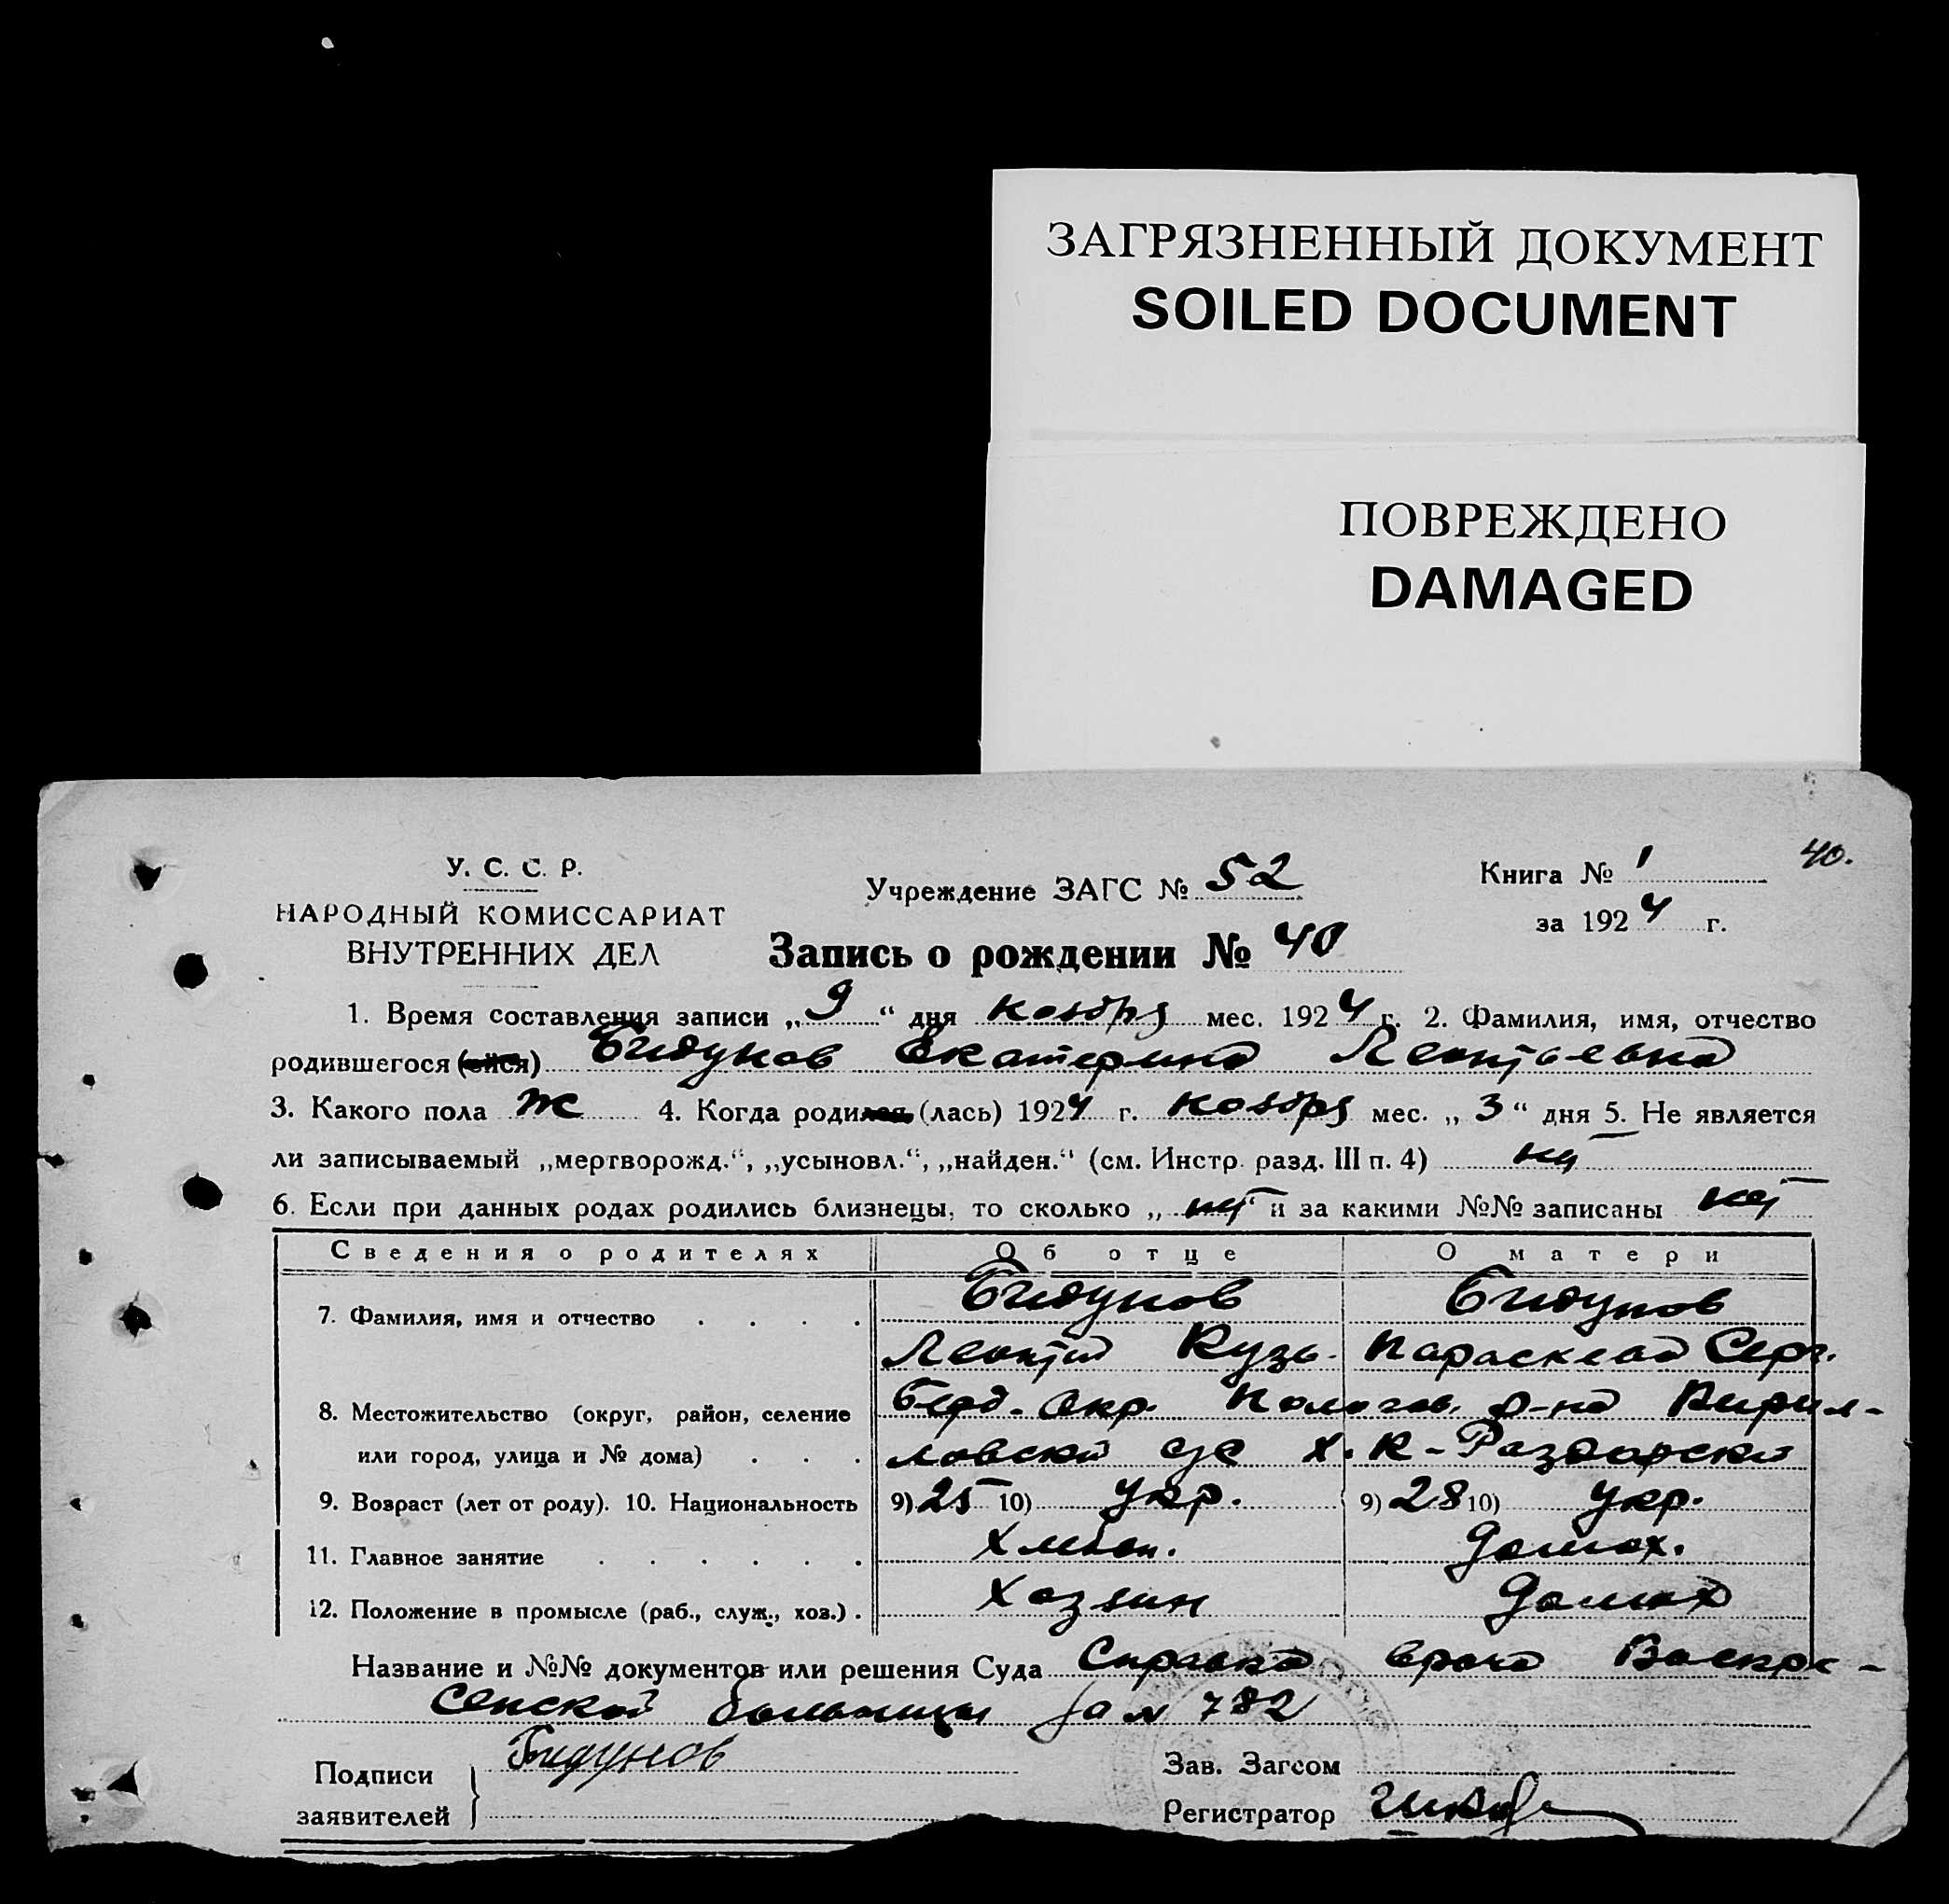 ЗАГРЯЗНЕННЫЙ ДОКУМЕНТ
SOILED DOCUMENT
ПОВРЕЖДЕНО
DAMAGED
40.
У. С. С. Р.
НАРОДНЫЙ КОМИССАРИАТ
ВНУТРЕННИХ ДЕЛ
Учреждение ЗАГС № 52
Книга № 1
за 1924 г.
Запись о рождении № 40
1. Время составления записи „9“ дня ноября мес. 1924 г. 2. Фамилия, имя, отчество
родившегося (ейся) Бидунов Екатерина Леонтьевна
3. Какого пола ж 4. Когда родился (лась) 1924 г. ноября мес. „3“ дня 5. Не является
ли записываемый „мертворожд.“, „усыновл.“, „найден.“ (см. Инстр. разд. III п. 4) нет
6. Если при данных родах родились близнецы, то сколько „нет“ и за какими №№ записаны нет
Сведения о родителях Об отце О матери
7. Фамилия, имя и отчество Бидунов Бидунов
Леонтий Кузь. Параскева Серг.
8. Местожительство (округ, район, селение Берд. окр. Пологов. р-на Кирил-
или город, улица и № дома) ловский с/с х. К-Раздорский
9. Возраст (лет от роду). 10. Национальность 9) 25 10) укр. 9) 28 10) укр.
11. Главное занятие Хлебоп. Домох.
12. Положение в промысле (раб., служ., хоз.) Хозяин Домох
Название и №№ документов или решения Суда Справка врача Воскре-
сенской больницы за № 782
Подписи заявителей Бидунов
Зав. Загсом
Регистратор